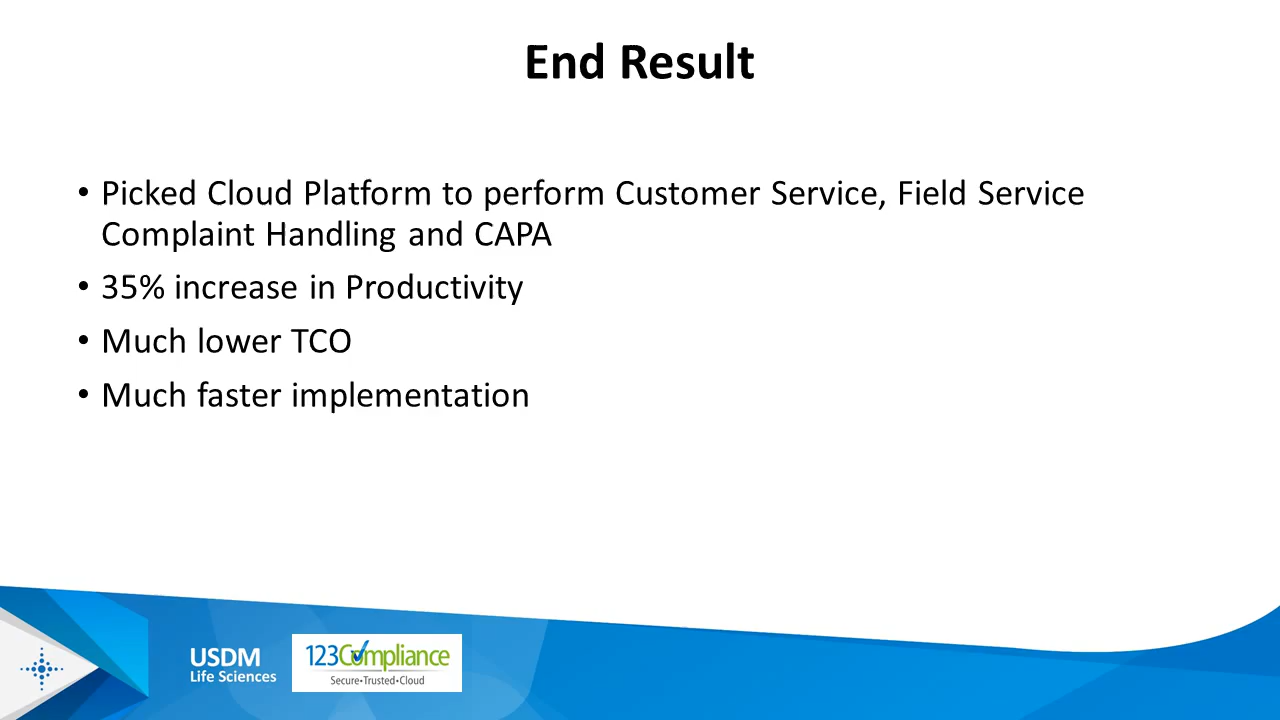 End Result
• Picked Cloud Platform to perform Customer Service, Field Service
Complaint Handling and CAPA
• 35% increase in Productivity
• Much lower TCO
• Much faster implementation
USDM
Life Sciences
123Compliance
Secure•Trusted•Cloud